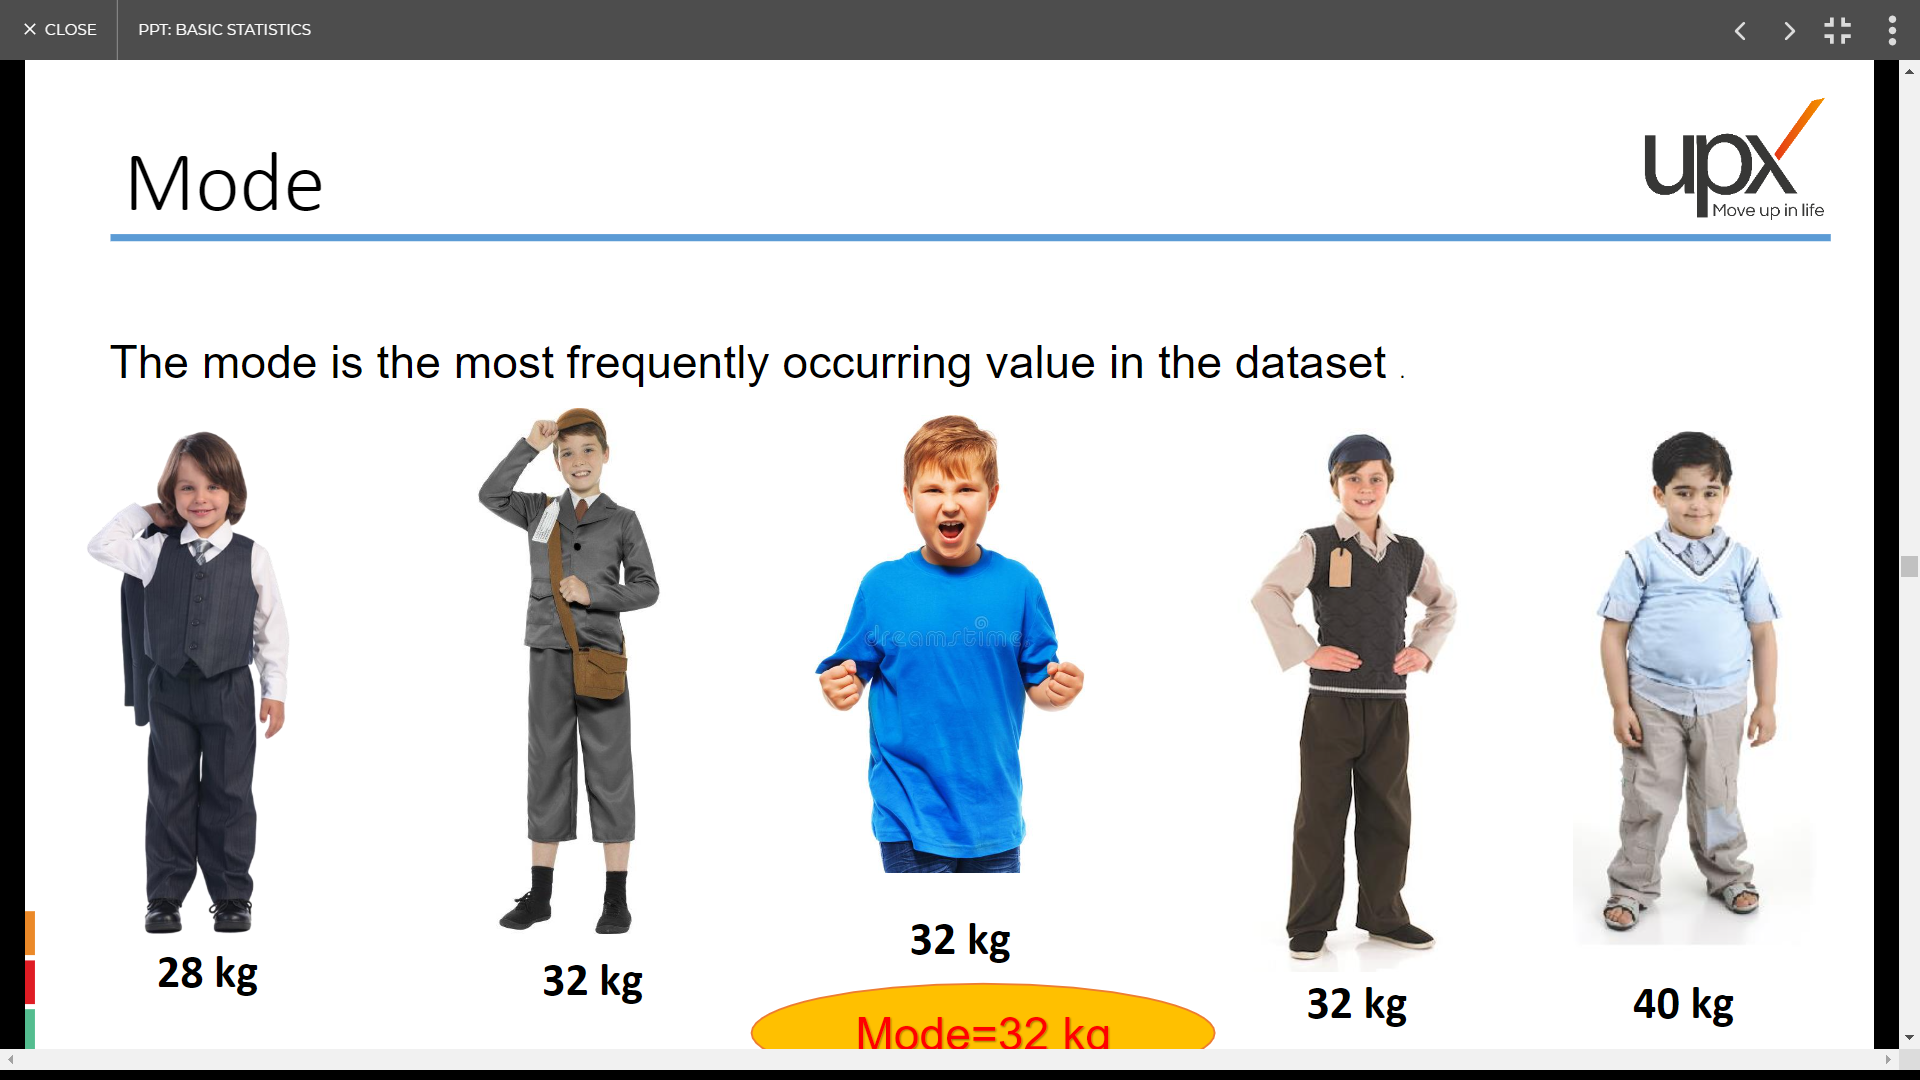 CLOSE
PPT: BASIC STATISTICS
upx
Move up in life
Mode
The mode is the most frequently occurring value in the dataset .
dreamstime
28 kg
32 kg
32 kg
32 kg
40 kg
Mode=32 kg